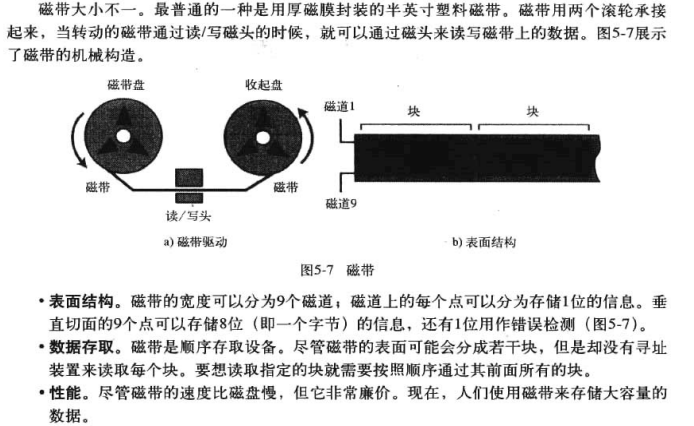 磁带大小不一。最普通的一种是用厚磁膜封装的半英寸塑料磁带。磁带用两个滚轮承接
起来，当转动的磁带通过读/写磁头的时候，就可以通过磁头来读写磁带上的数据。图5-7展示
了磁带的机械构造。
磁带盘
收起盘
磁带
磁带
读/写头
a) 磁带驱动
磁道1
块
块
磁道9
b) 表面结构
图5-7 磁带
• 表面结构。磁带的宽度可以分为9个磁道；磁道上的每个点可以分为存储1位的信息。垂
直切面的9个点可以存储8位（即一个字节）的信息，还有1位用作错误检测（图5-7）。
• 数据存取。磁带是顺序存取设备。尽管磁带的表面可能会分成若干块，但是却没有寻址
装置来读取每个块。要想读取指定的块就需要按照顺序通过其前面所有的块。
• 性能。尽管磁带的速度比磁盘慢，但它非常廉价。现在，人们使用磁带来存储大容量的
数据。